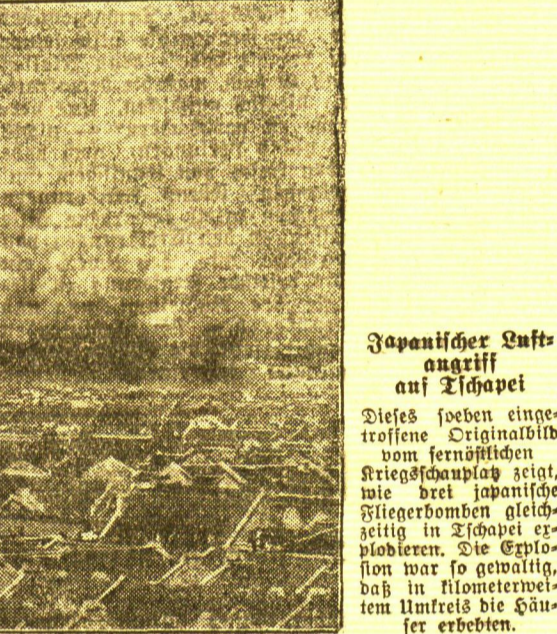 Japanischer Luft-
angriff
auf Tschapei
Dieses soeben einge-
troffene Originalbild
vom fernöstlichen
Kriegsschauplatz zeigt,
wie drei japanische
Fliegerbomben gleich-
zeitig in Tschapei ex-
plodieren. Die Explo-
sion war so gewaltig,
daß in kilometerwei-
tem Umkreis die Häu-
ser erbebten.